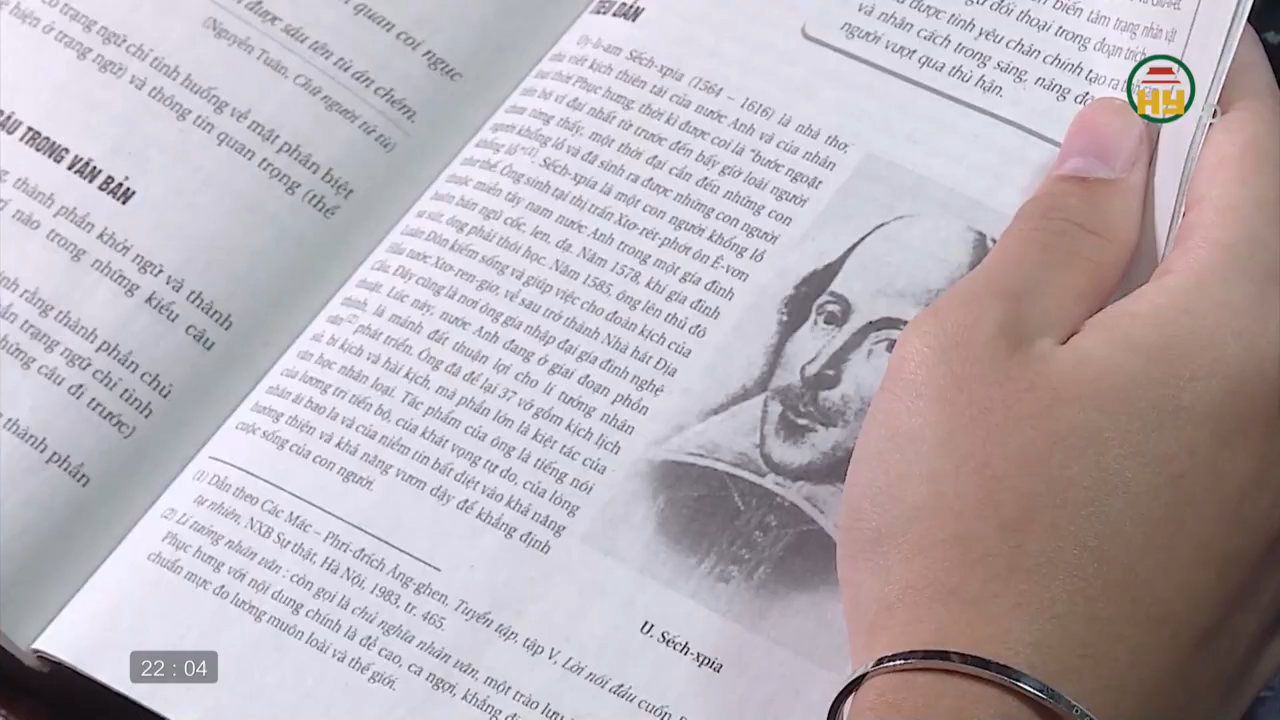 quan coi ngục
được sáu tên tù án chém.
(Nguyễn Tuân, Chữ người tử tù)
có trạng ngữ chỉ tình huống về mặt phân biệt
hiện ở trạng ngữ) và thông tin quan trọng (thể
CÂU TRONG VĂN BẢN
thành phần khởi ngữ và thành
nào trong những kiểu câu
rằng thành phần chủ
trạng ngữ chỉ tình
những câu đi trước)
thành phần
TIỂU DẪN
Uy-li-am Sếch-xpia (1564 – 1616) là nhà thơ,
nhà viết kịch thiên tài của nước Anh và của nhân
loại thời Phục hưng, thời kì được coi là "bước ngoặt
tiến bộ vĩ đại nhất từ trước đến bấy giờ loài người
chưa từng thấy, một thời đại cần đến những con
người khổng lồ và đã sinh ra được những con người
khổng lồ"(1). Sếch-xpia là một con người khổng lồ
như thế. Ông sinh tại thị trấn Xtơ-rét-phớt ôn Ê-vơn
thuộc miền tây nam nước Anh trong một gia đình
buôn bán ngũ cốc, len, dạ. Năm 1578, khi gia đình
sa sút, ông phải thôi học. Năm 1585, ông lên thủ đô
Luân Đôn kiếm sống và giúp việc cho đoàn kịch của
Hầu tước Xtơ-ren-giơ, về sau trở thành Nhà hát Địa
Cầu. Đây cũng là nơi ông gia nhập đại gia đình nghệ
thuật. Lúc này, nước Anh đang ở giai đoạn phồn
thịnh, là mảnh đất thuận lợi cho lí tưởng nhân
văn(2) phát triển. Ông đã để lại 37 vở gồm kịch lịch
sử, bi kịch và hài kịch, mà phần lớn là kiệt tác của
văn học nhân loại. Tác phẩm của ông là tiếng nói
của lương tri tiến bộ, của khát vọng tự do, của lòng
nhân ái bao la và của niềm tin bất diệt vào khả năng
hướng thiện và khả năng vươn dậy để khẳng định
cuộc sống của con người.
(1) Dẫn theo Các Mác – Phri-đrích Ăng-ghen, Tuyển tập, tập V, Lời nói đầu cuốn
tự nhiên, NXB Sự thật, Hà Nội, 1983, tr. 465.
(2) Lí tưởng nhân văn : còn gọi là chủ nghĩa nhân văn, một trào lưu
Phục hưng với nội dung chính là đề cao, ca ngợi, khẳng
chuẩn mực đo lường muôn loài và thế giới.
biến tâm trạng nhân vật
đối thoại trong đoạn trích
được tình yêu chân chính tạo ra
và nhân cách trong sáng, nâng
người vượt qua thù hận.
U. Sếch-xpia
HY
22 : 04